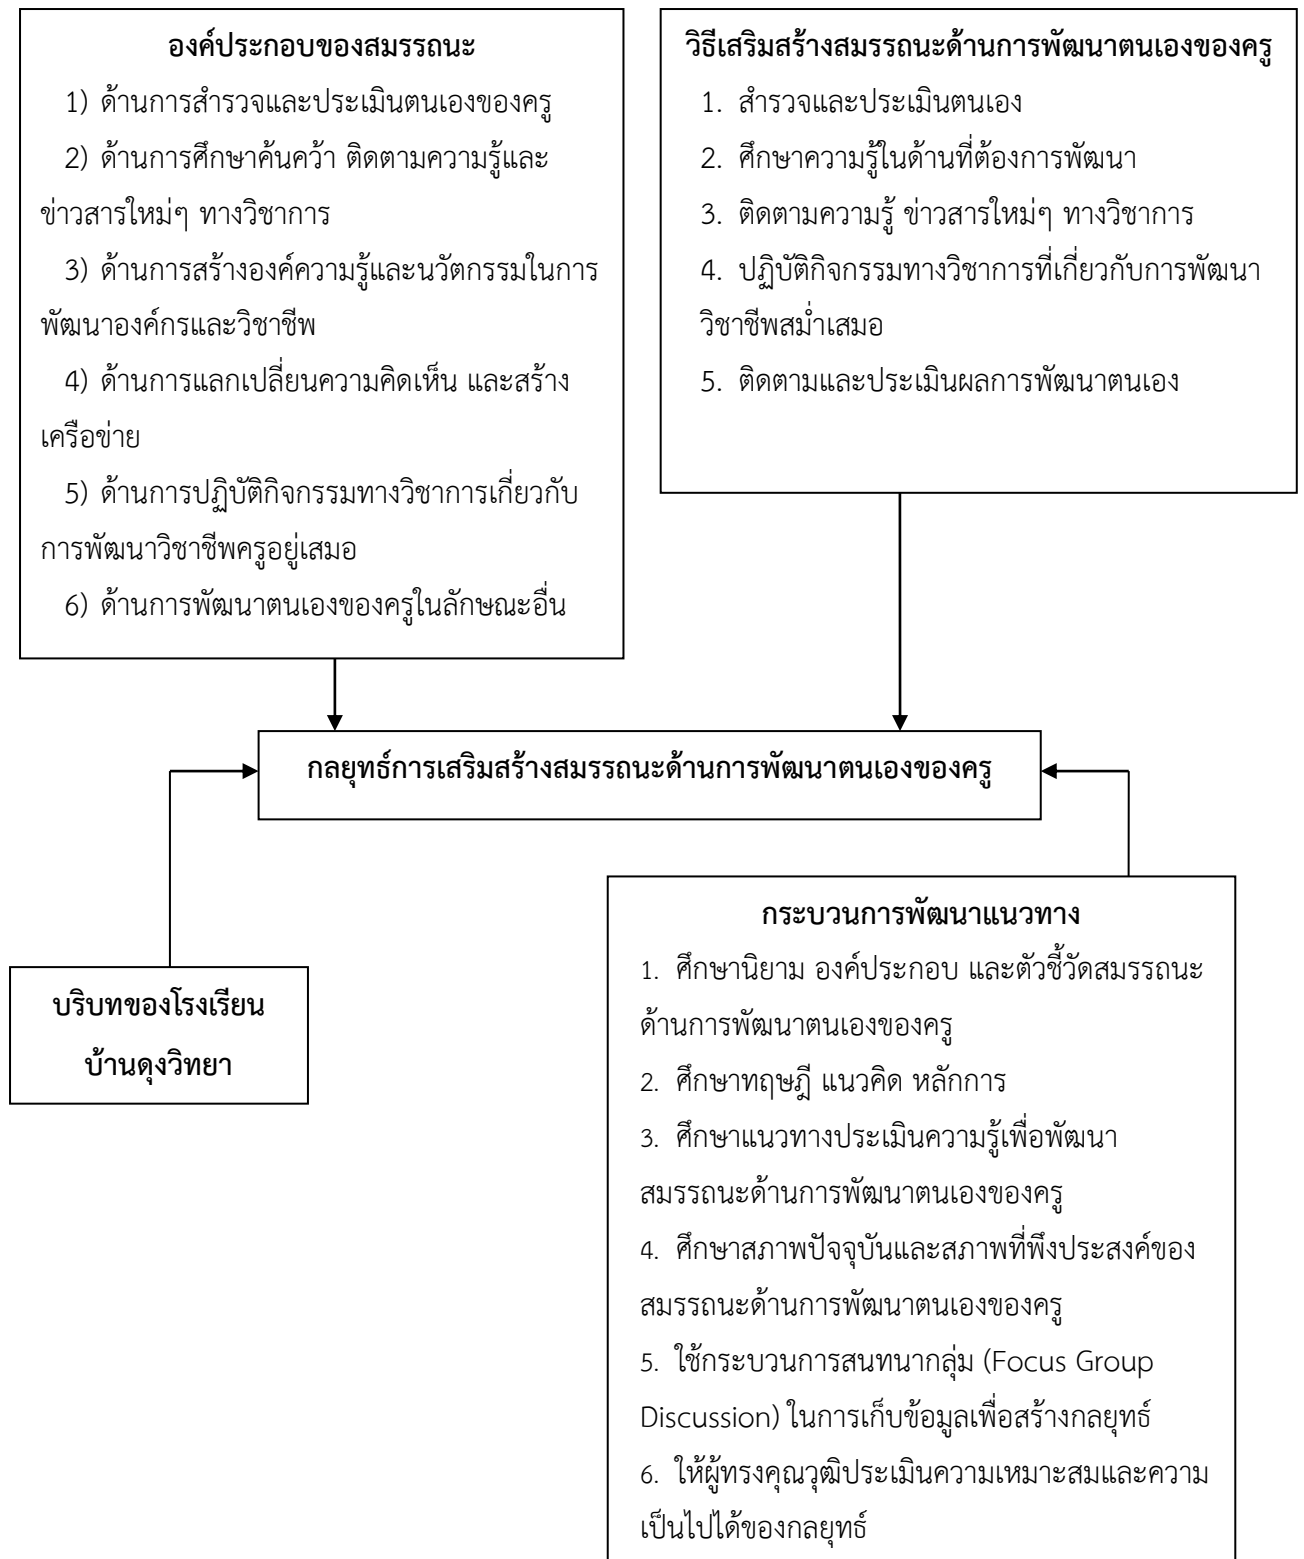 องค์ประกอบของสมรรถนะ
1) ด้านการสำรวจและประเมินตนเองของครู
2) ด้านการศึกษาค้นคว้า ติดตามความรู้และ
ข่าวสารใหม่ๆ ทางวิชาการ
3) ด้านการสร้างองค์ความรู้และนวัตกรรมในการ
พัฒนาองค์กรและวิชาชีพ
4) ด้านการแลกเปลี่ยนความคิดเห็น และสร้าง
เครือข่าย
5) ด้านการปฏิบัติกิจกรรมทางวิชาการเกี่ยวกับ
การพัฒนาวิชาชีพครูอยู่เสมอ
6) ด้านการพัฒนาตนเองของครูในลักษณะอื่น
วิธีเสริมสร้างสมรรถนะด้านการพัฒนาตนเองของครู
1. สำรวจและประเมินตนเอง
2. ศึกษาความรู้ในด้านที่ต้องการพัฒนา
3. ติดตามความรู้ ข่าวสารใหม่ๆ ทางวิชาการ
4. ปฏิบัติกิจกรรมทางวิชาการที่เกี่ยวกับการพัฒนา
วิชาชีพสม่ำเสมอ
5. ติดตามและประเมินผลการพัฒนาตนเอง
กลยุทธ์การเสริมสร้างสมรรถนะด้านการพัฒนาตนเองของครู
บริบทของโรงเรียน
บ้านดุงวิทยา
กระบวนการพัฒนาแนวทาง
1. ศึกษานิยาม องค์ประกอบ และตัวชี้วัดสมรรถนะ
ด้านการพัฒนาตนเองของครู
2. ศึกษาทฤษฎี แนวคิด หลักการ
3. ศึกษาแนวทางประเมินความรู้เพื่อพัฒนา
สมรรถนะด้านการพัฒนาตนเองของครู
4. ศึกษาสภาพปัจจุบันและสภาพที่พึงประสงค์ของ
สมรรถนะด้านการพัฒนาตนเองของครู
5. ใช้กระบวนการสนทนากลุ่ม (Focus Group
Discussion) ในการเก็บข้อมูลเพื่อสร้างกลยุทธ์
6. ให้ผู้ทรงคุณวุฒิประเมินความเหมาะสมและความ
เป็นไปได้ของกลยุทธ์